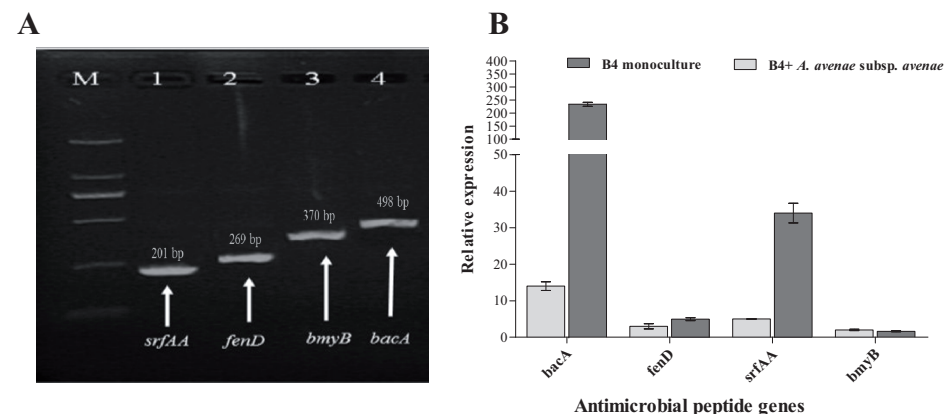 A
M 1 2 3 4
201 bp
269 bp
370 bp
498 bp
srfAA fenD bmyB bacA
B
B4 monoculture B4+ A. avenae subsp. avenae
400
350
300
250
200
150
100
50
40
30
20
10
0
Relative expression
bacA fenD srfAA bmyB
Antimicrobial peptide genes